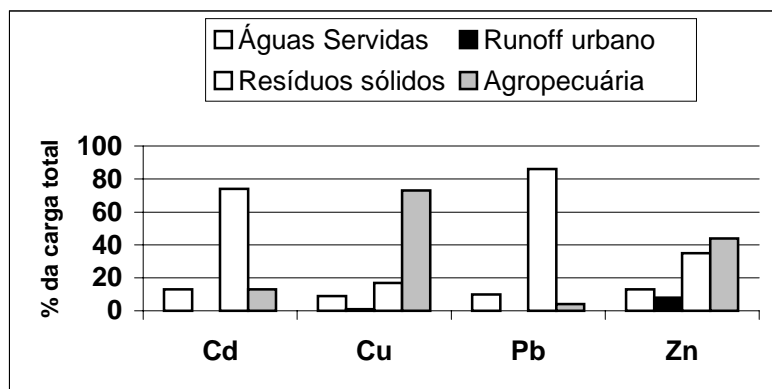 Águas Servidas Runoff urbano
Resíduos sólidos Agropecuária
% da carga total
100
80
60
40
20
0
Cd Cu Pb Zn